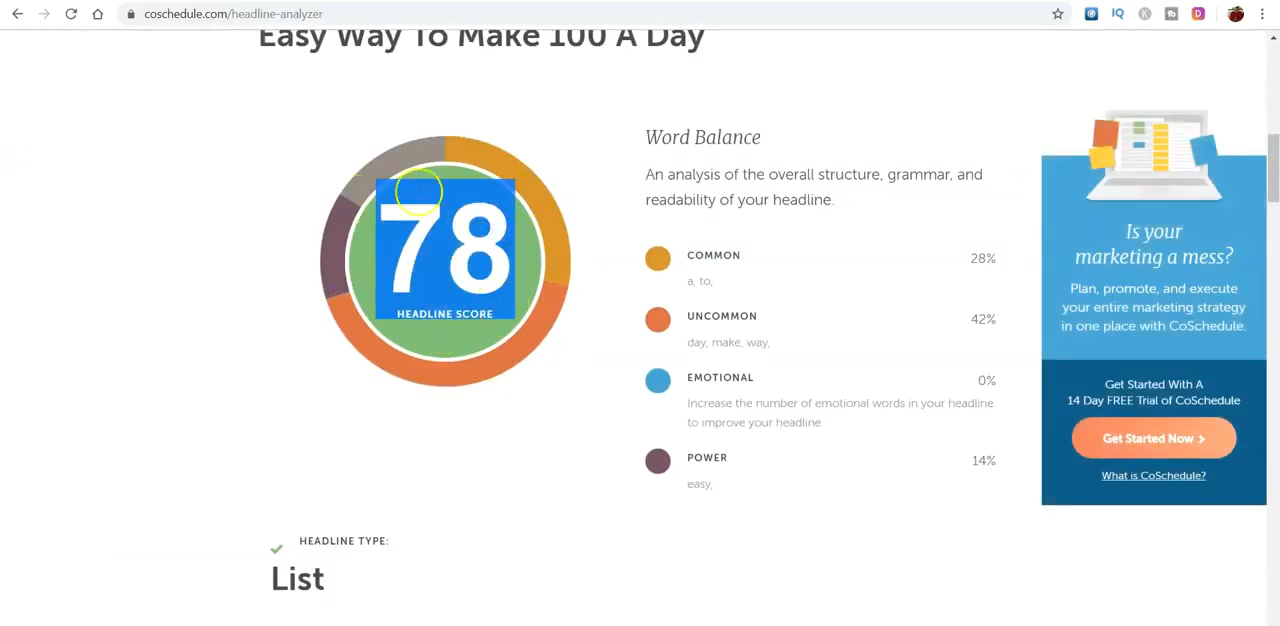 coschedule.com/headline-analyzer
Easy Way To Make 100 A Day
78
HEADLINE SCORE
Word Balance
An analysis of the overall structure, grammar, and
readability of your headline.
COMMON 28%
a, to,
UNCOMMON 42%
day, make, way,
EMOTIONAL 0%
Increase the number of emotional words in your headline
to improve your headline.
POWER 14%
easy,
HEADLINE TYPE:
List
Is your
marketing a mess?
Plan, promote, and execute
your entire marketing strategy
in one place with CoSchedule.
Get Started With A
14 Day FREE Trial of CoSchedule
Get Started Now
What is CoSchedule?